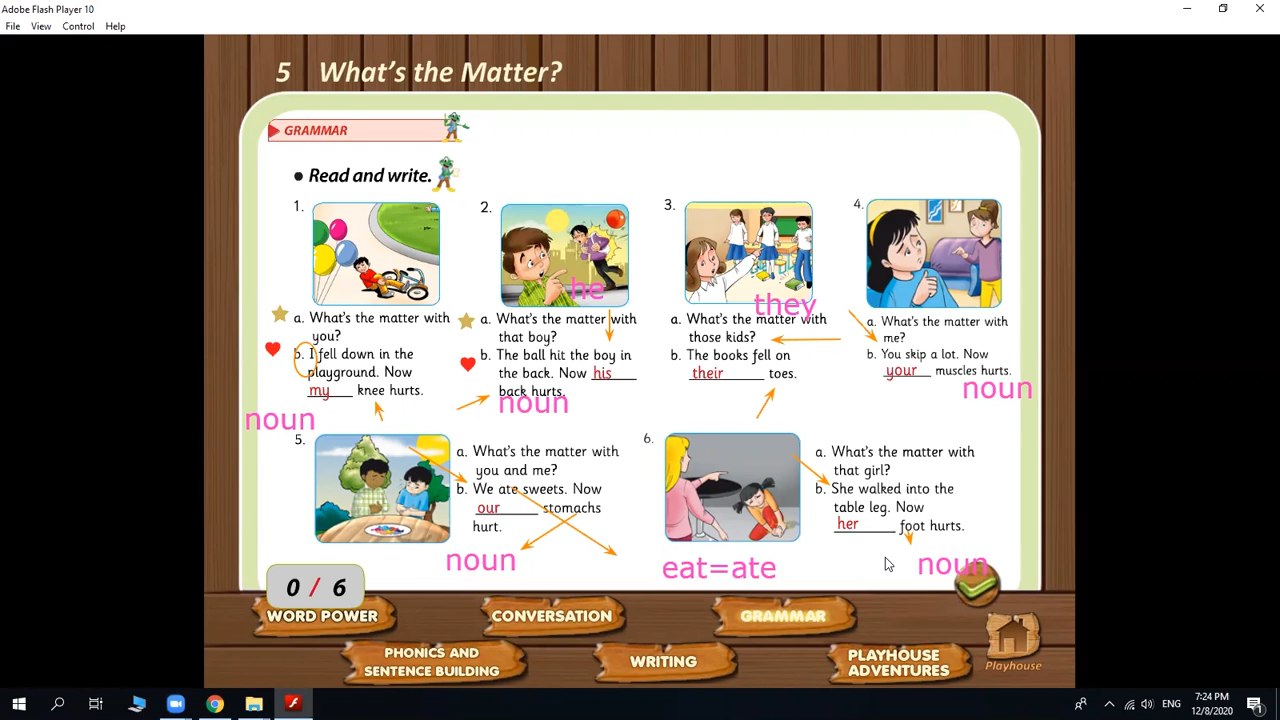 Adobe Flash Player 10
File View Control Help
5 What's the Matter?
GRAMMAR
• Read and write.
1.
a. What's the matter with
you?
b. I fell down in the
playground. Now
my knee hurts.
noun
2.
he
a. What's the matter with
that boy?
b. The ball hit the boy in
the back. Now his
back hurts.
noun
3.
they
a. What's the matter with
those kids?
b. The books fell on
their toes.
4.
a. What's the matter with
me?
b. You skip a lot. Now
your muscles hurts.
noun
5.
a. What's the matter with
you and me?
b. We ate sweets. Now
our stomachs
hurt.
noun
6.
a. What's the matter with
that girl?
b. She walked into the
table leg. Now
her foot hurts.
eat=ate
noun
0 / 6
WORD POWER
CONVERSATION
GRAMMAR
PHONICS AND
SENTENCE BUILDING
WRITING
PLAYHOUSE
ADVENTURES
Playhouse
ENG
7:24 PM
12/8/2020
1